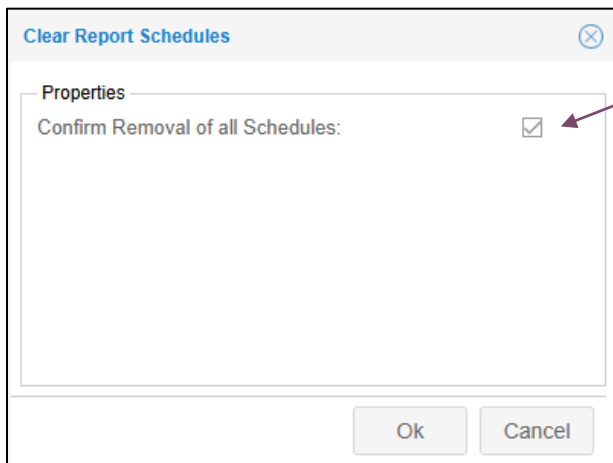 Clear Report Schedules
Properties
Confirm Removal of all Schedules:
Ok Cancel